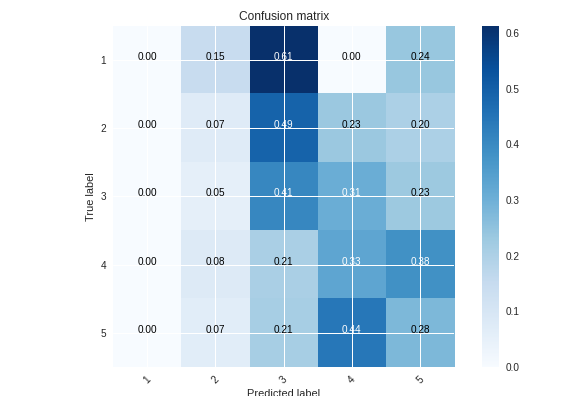 Confusion matrix
0.6
1 0.00 0.15 0.61 0.00 0.24
0.5
2 0.00 0.07 0.49 0.23 0.20
0.4
True label
3 0.00 0.05 0.41 0.31 0.23
0.3
0.2
4 0.00 0.08 0.21 0.33 0.38
0.1
5 0.00 0.07 0.21 0.44 0.28
0.0
1 2 3 4 5
Predicted label